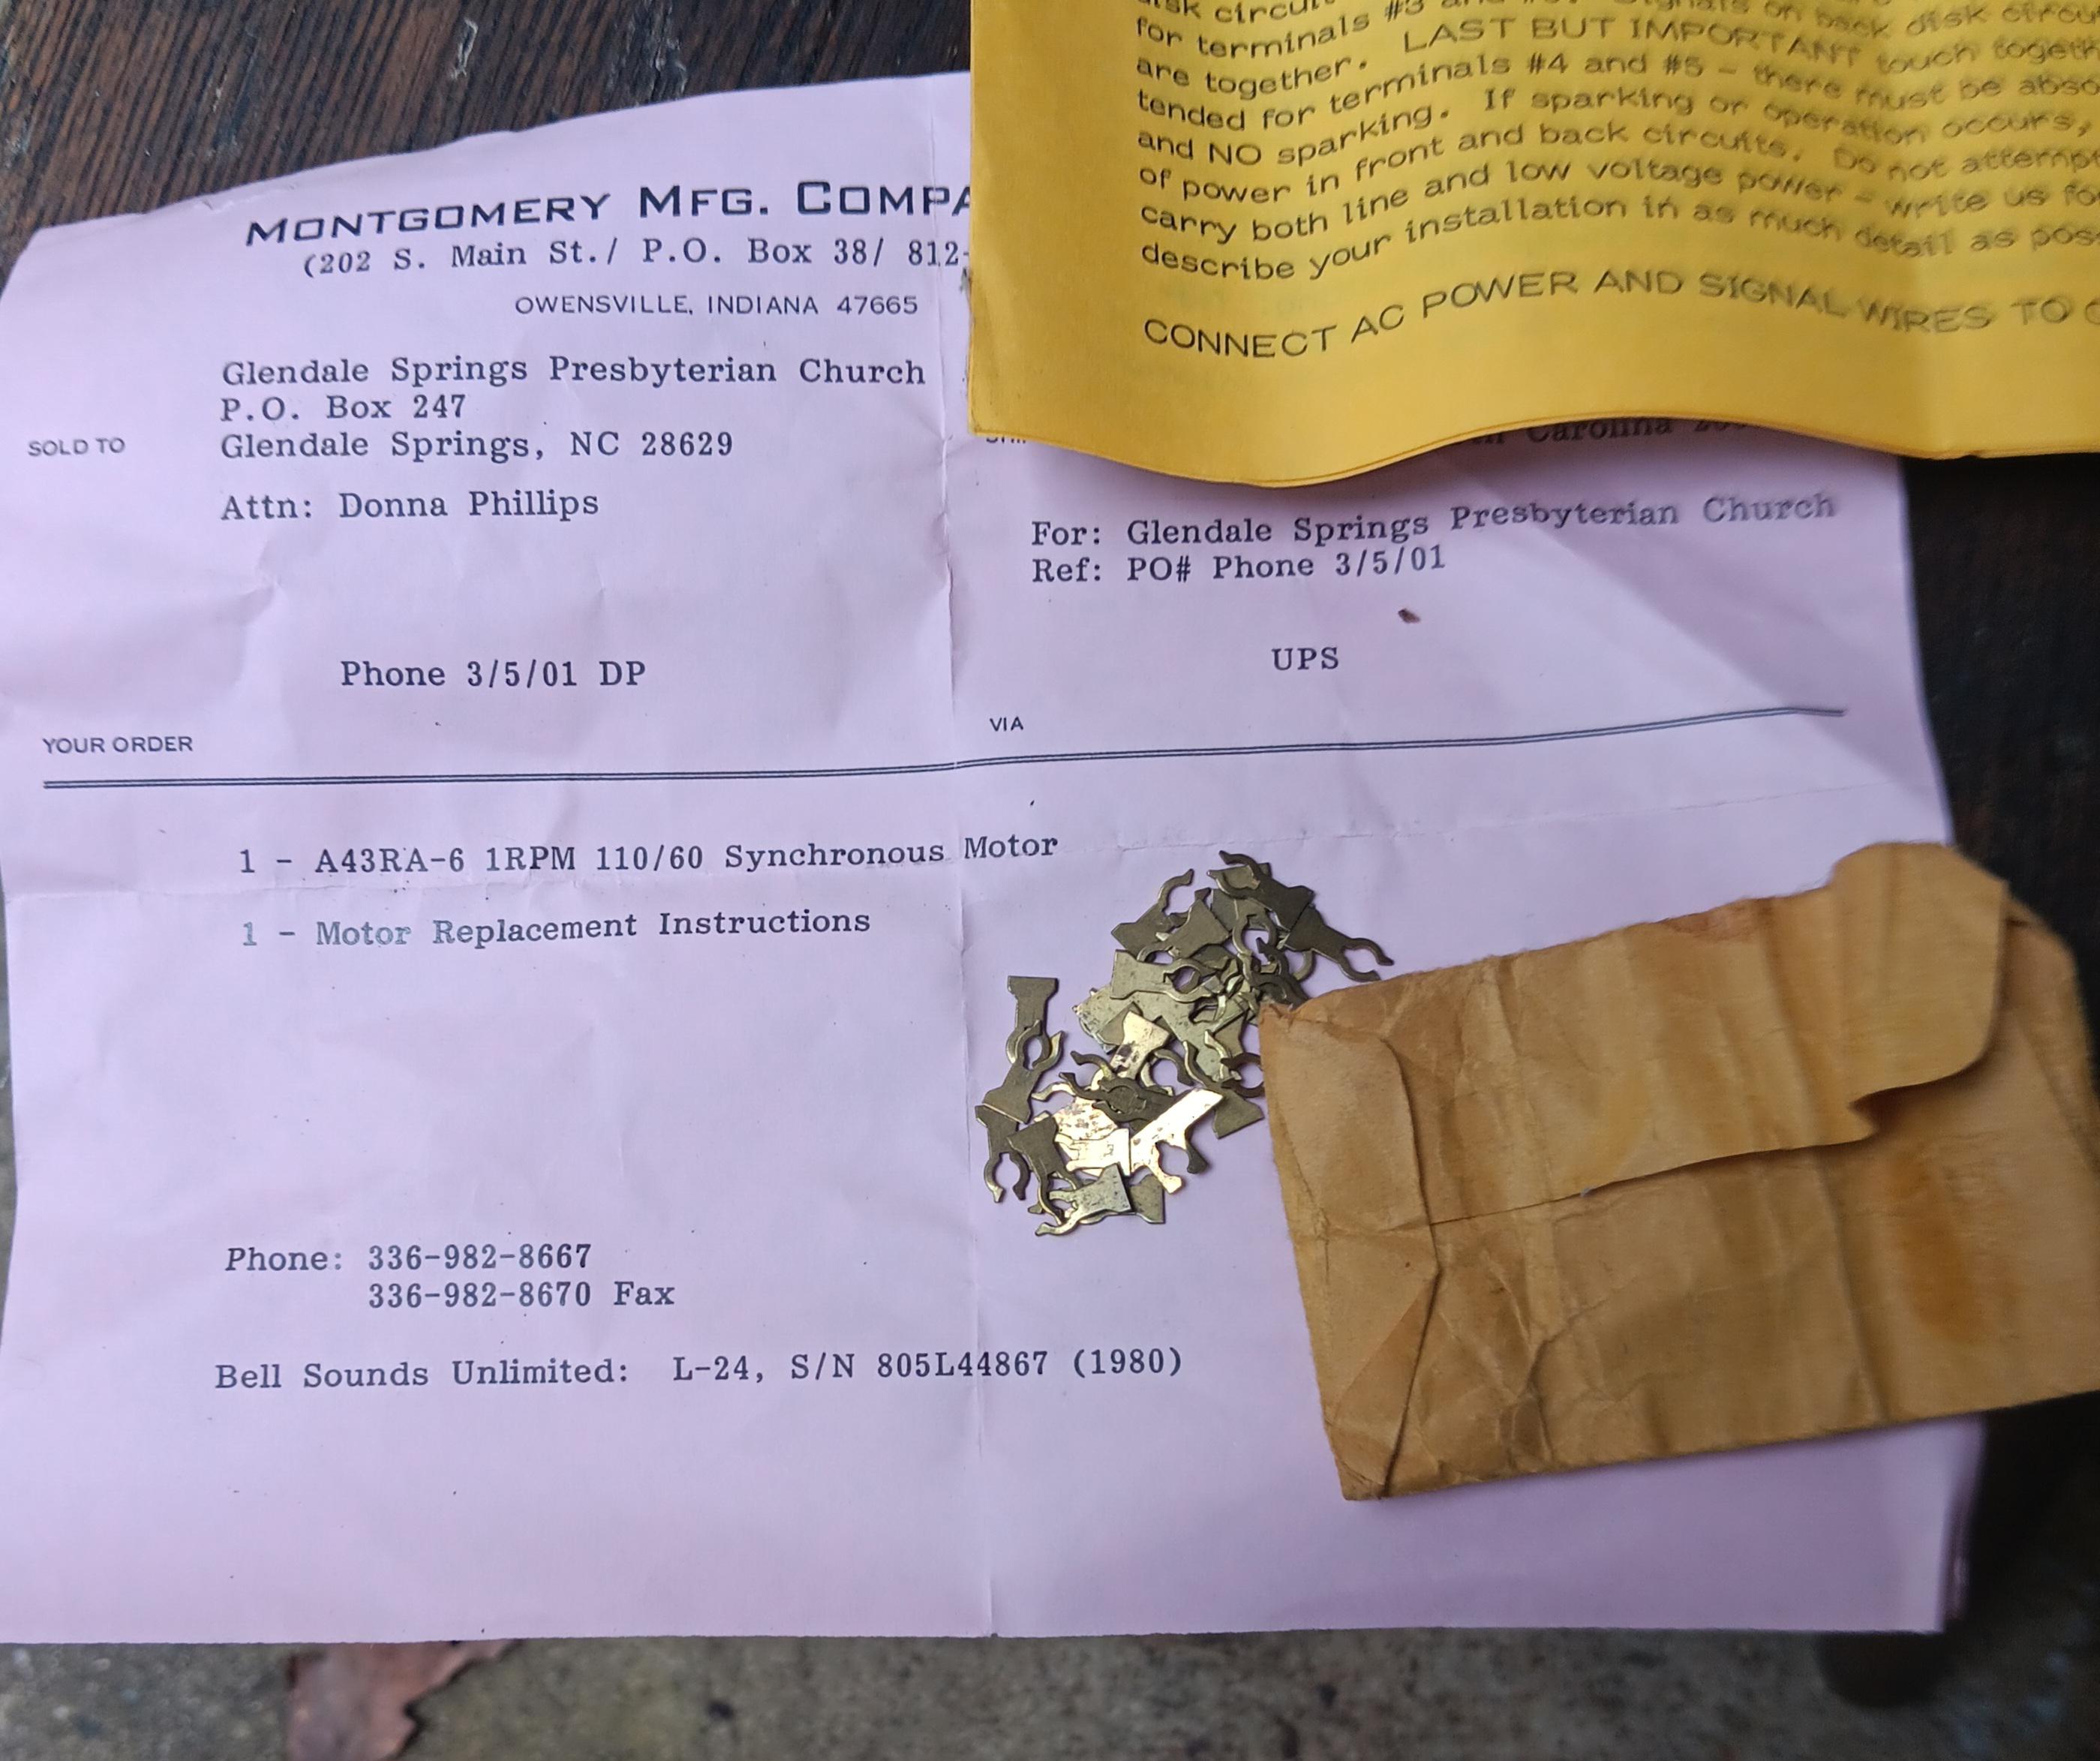 MONTGOMERY MFG. COMPA
(202 S. Main St./ P.O. Box 38/ 812-
OWENSVILLE, INDIANA 47665
Glendale Springs Presbyterian Church
P.O. Box 247
SOLD TO
Glendale Springs, NC 28629
Attn: Donna Phillips
Carolina
For: Glendale Springs Presbyterian Church
Ref: PO# Phone 3/5/01
Phone 3/5/01 DP
UPS
YOUR ORDER
VIA
1 - A43RA-6 1RPM 110/60 Synchronous Motor
1 - Motor Replacement Instructions
Phone: 336-982-8667
336-982-8670 Fax
Bell Sounds Unlimited: L-24, S/N 805L44867 (1980)
on back disk
for terminals #3
are together. LAST BUT IMPORTANT touch togeth
tended for terminals #4 and #5 - there must be abso
and NO sparking. If sparking or operation occurs,
of power in front and back circuits. Do not attempt
carry both line and low voltage power - write us fo
describe your installation in as much detail as pos
CONNECT AC POWER AND SIGNAL WIRES TO